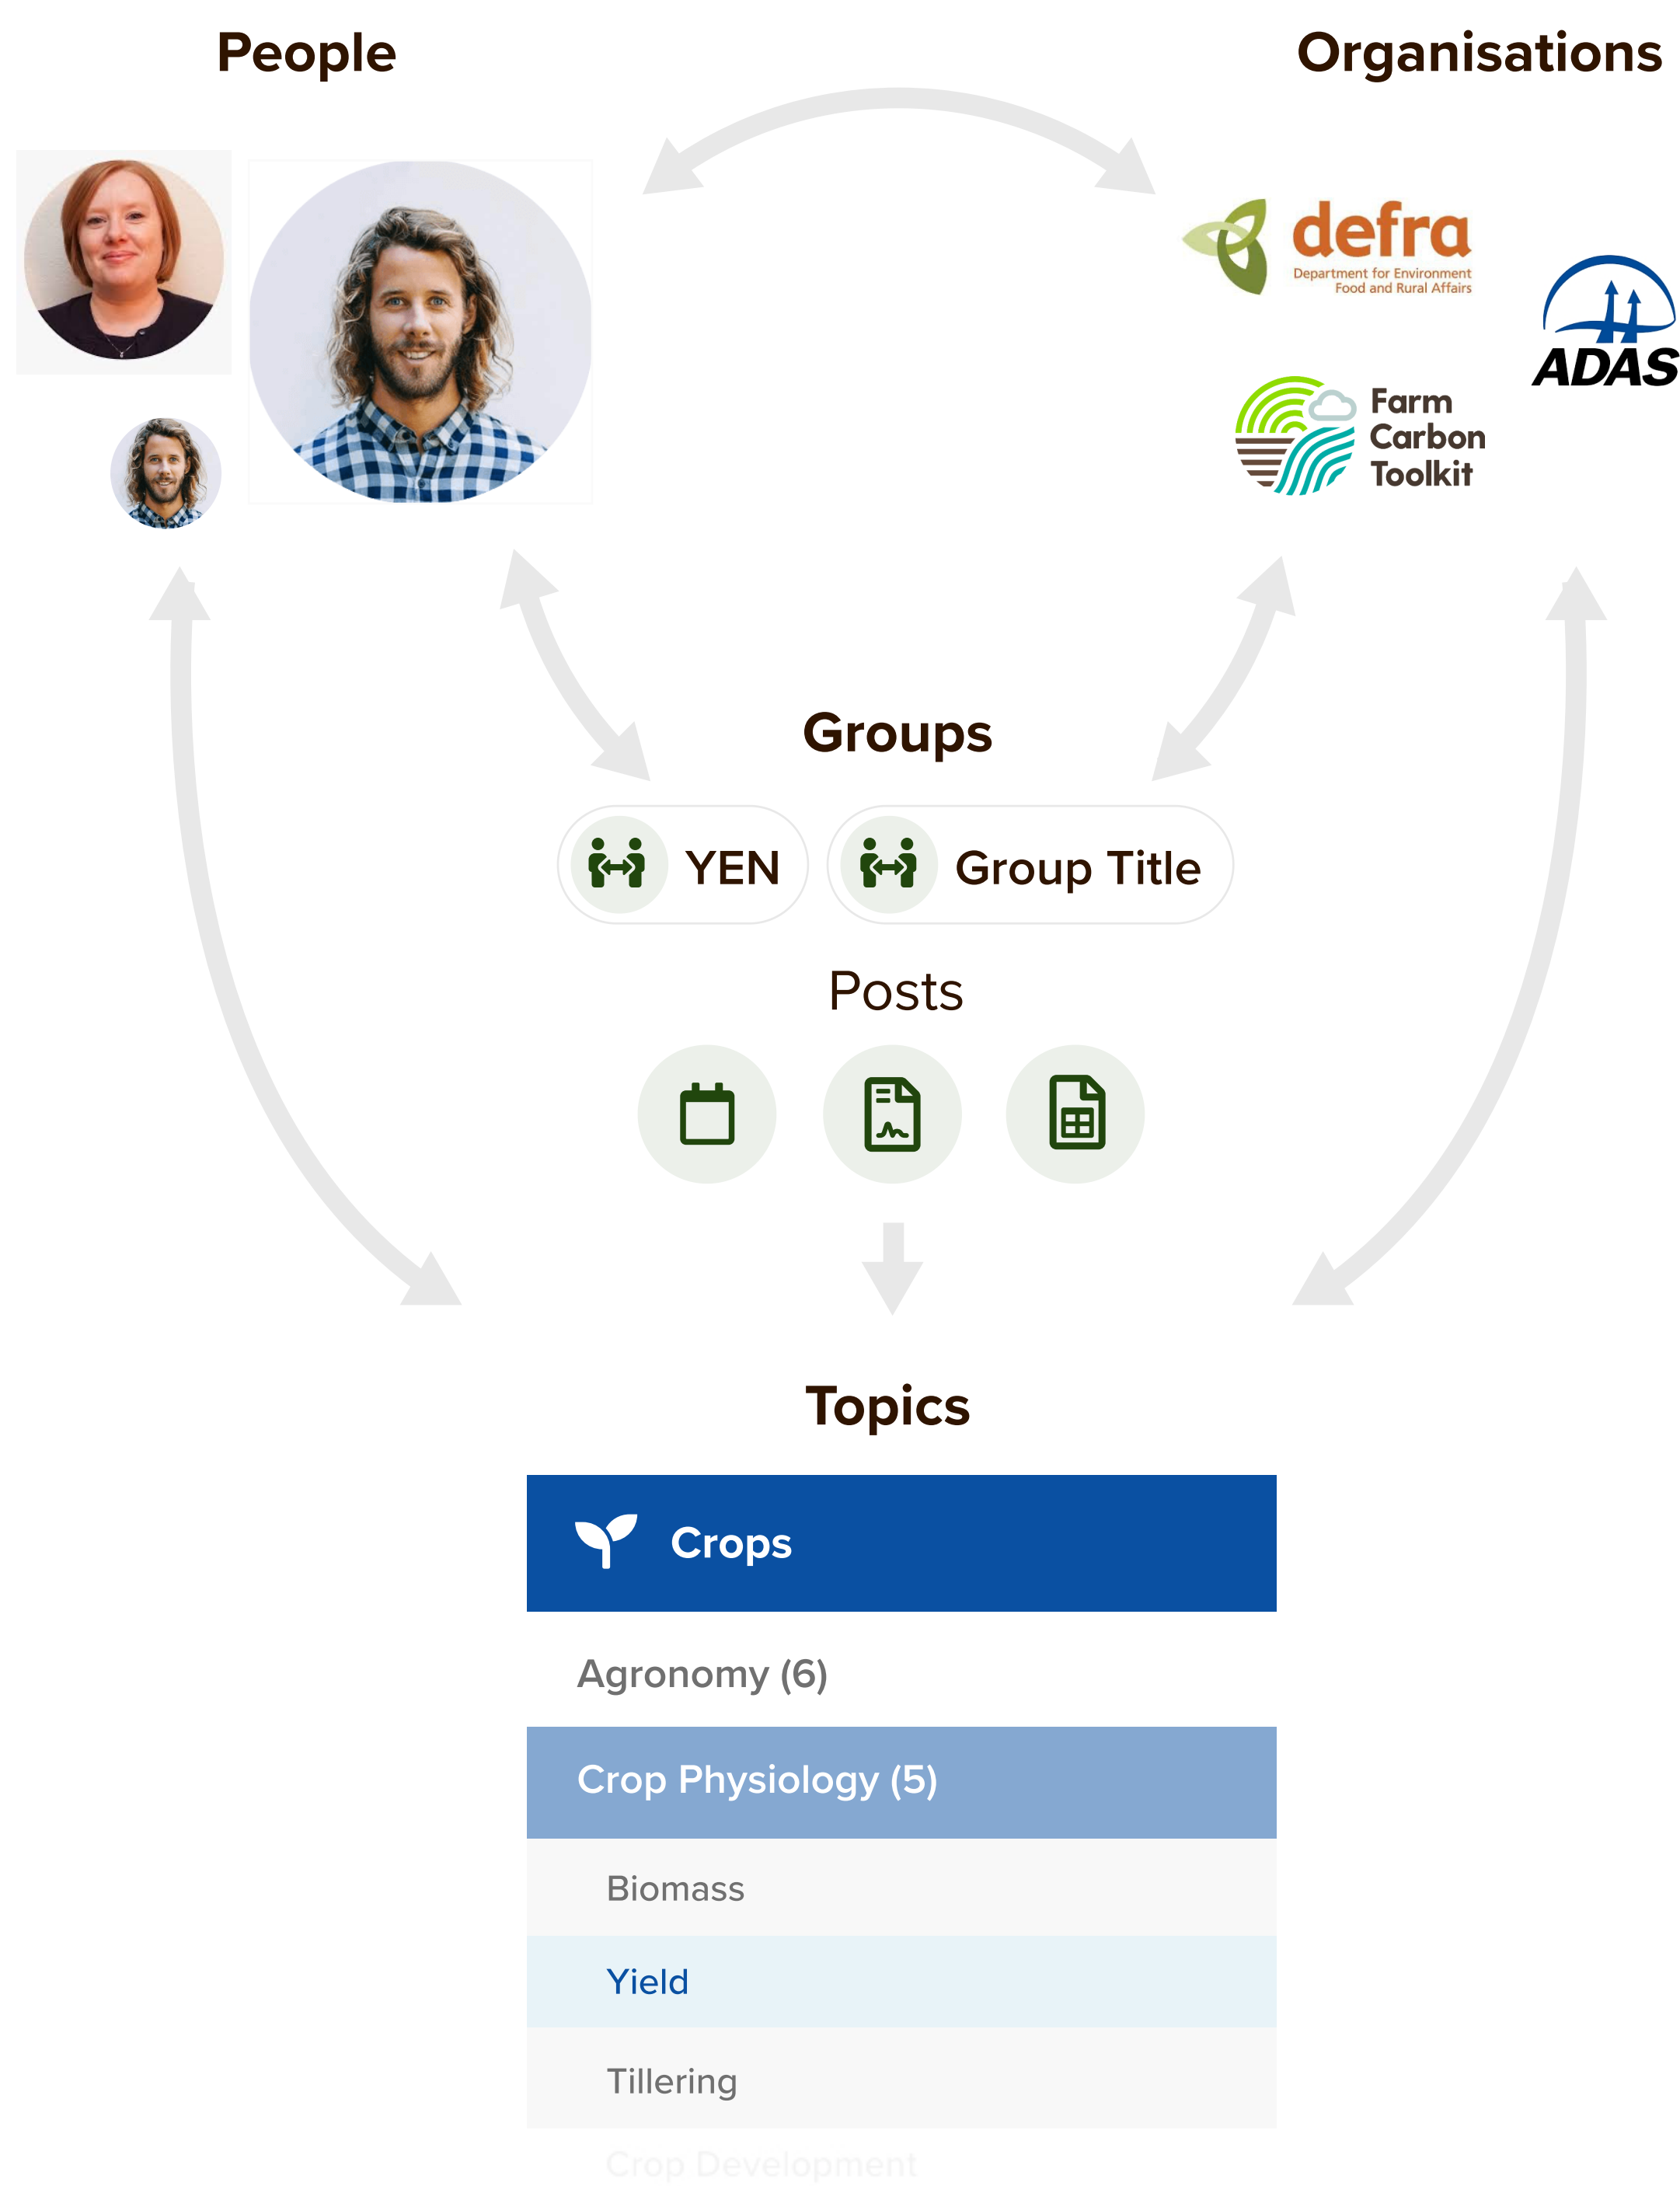 People
Organisations
defra
Department for Environment
Food and Rural Affairs
ADAS
Farm
Carbon
Toolkit
Groups
YEN
Group Title
Posts
Topics
Crops
Agronomy (6)
Crop Physiology (5)
Biomass
Yield
Tillering
Crop Development